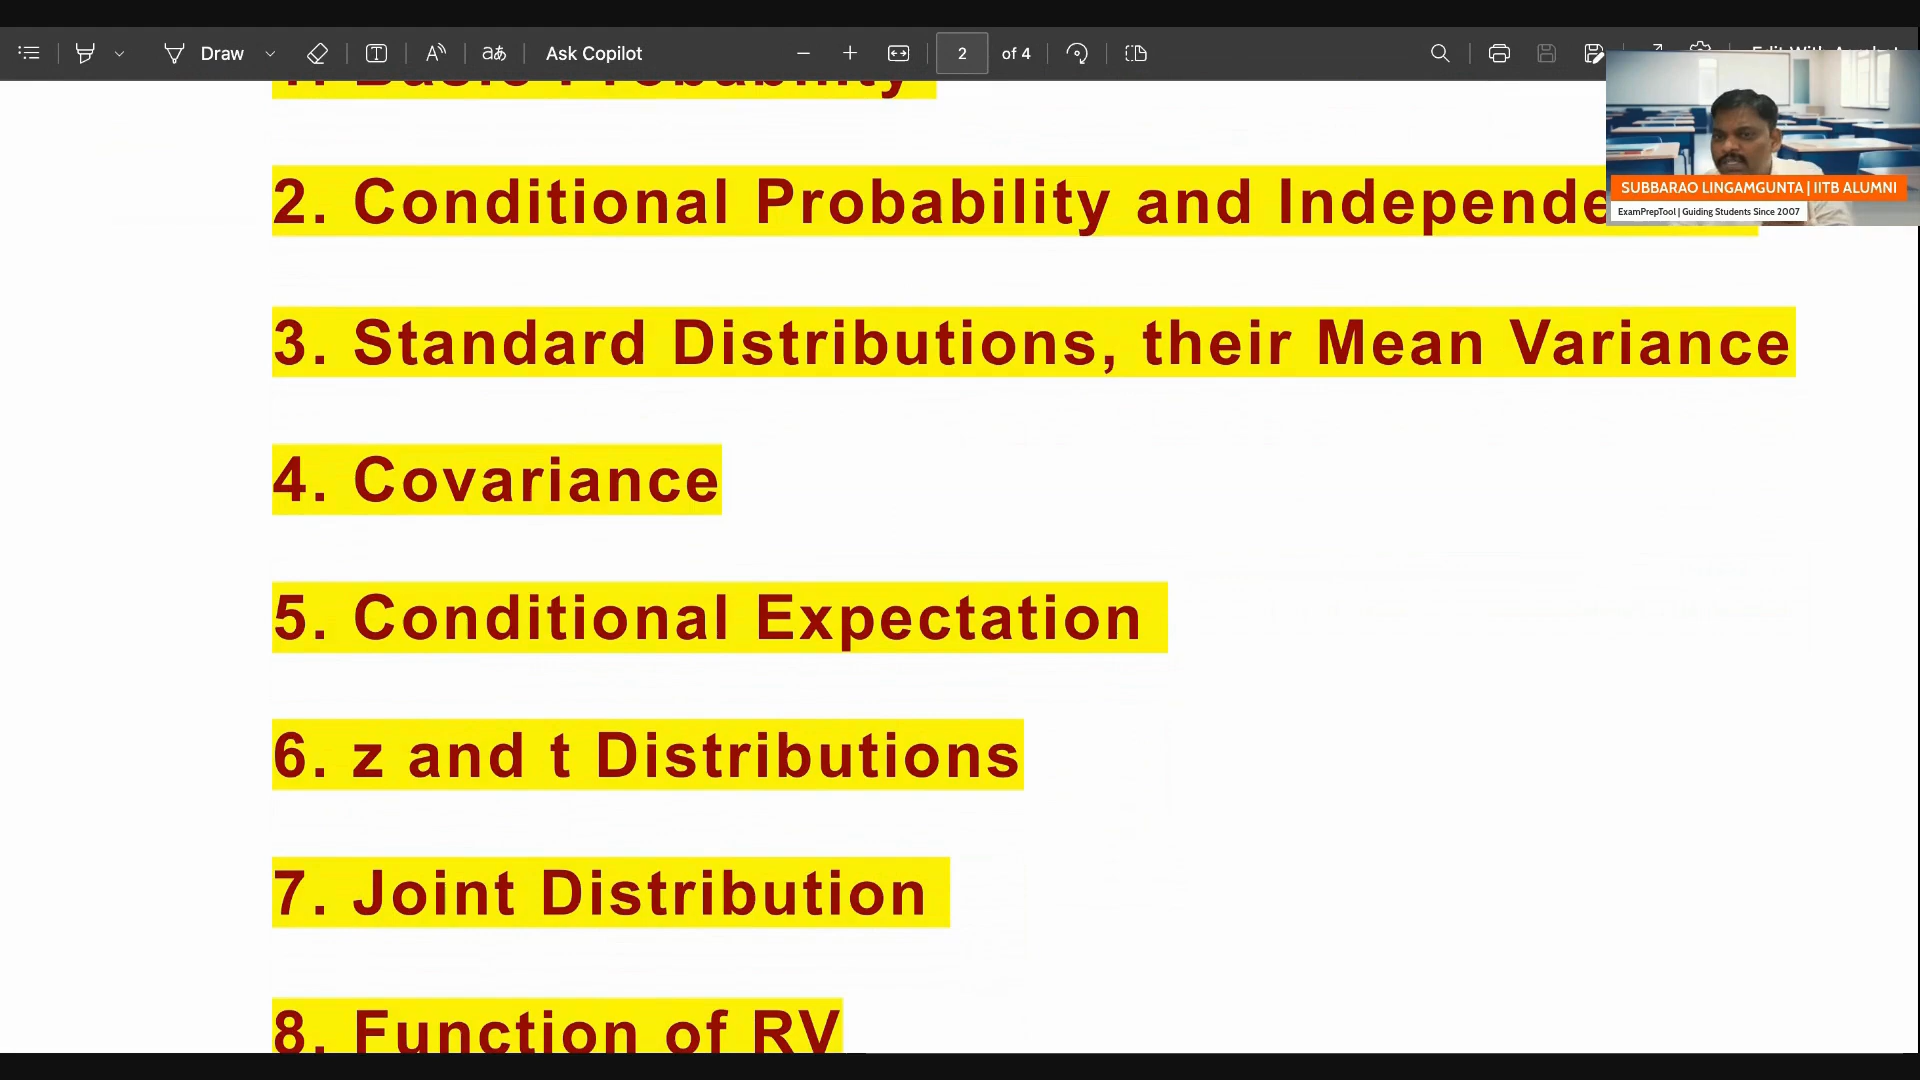 Draw
A
aあ
Ask Copilot
2 of 4
1. Basic Probability
2. Conditional Probability and Independe
3. Standard Distributions, their Mean Variance
4. Covariance
5. Conditional Expectation
6. z and t Distributions
7. Joint Distribution
8. Function of RV
SUBBARAO LINGAMGUNTA | IITB ALUMNI
ExamPrepTool | Guiding Students Since 2007